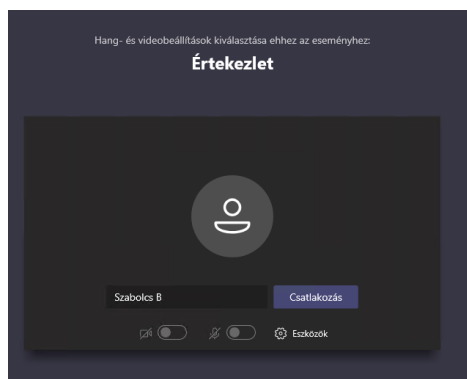 Hang- és videobeállítások kiválasztása ehhez az eseményhez:
Értekezlet
Szabolcs B
Csatlakozás
Eszközök